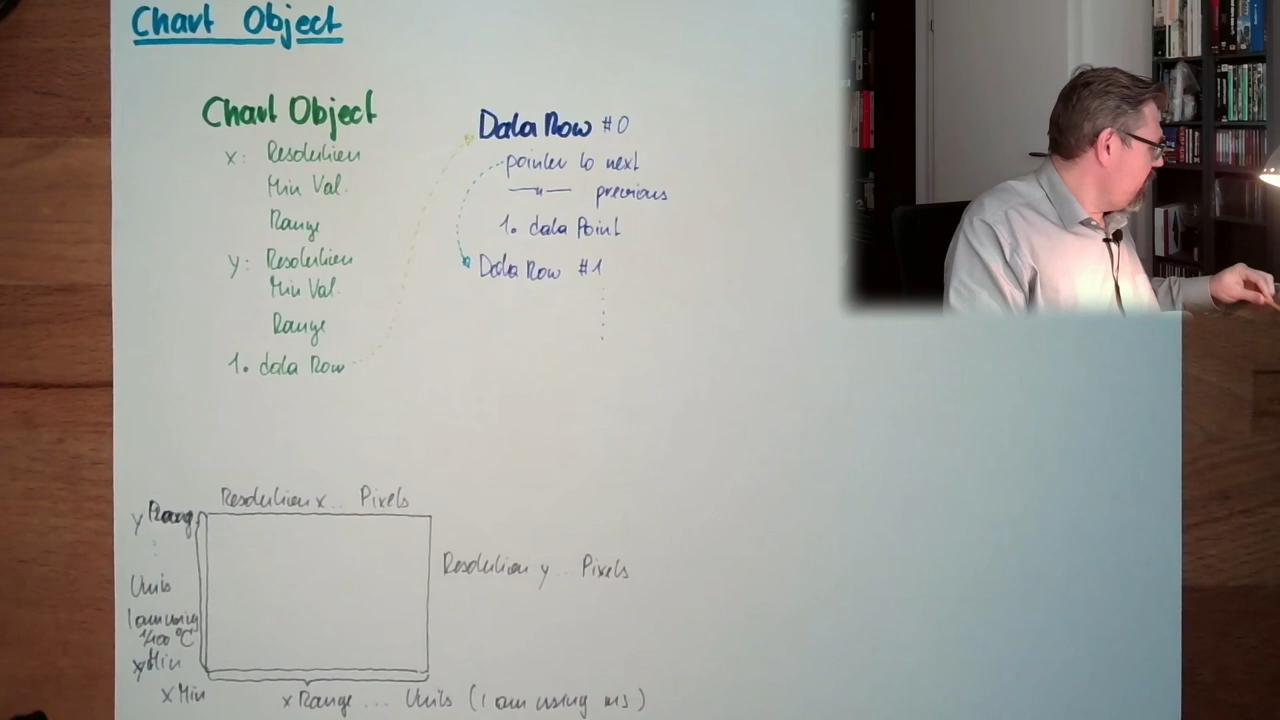 Chart Object
Chart Object
x: Resolution
Min Val.
Range
y: Resolution
Min Val.
Range
1. data Row
Data Row #0
pointer to next
—"— previous
1. data Point
Data Row #1
Resolution x... Pixels
y Range
Units
I am using
1/100 °C
y Min
x Min
Resolution y ... Pixels
x Range ... Units (I am using ms)